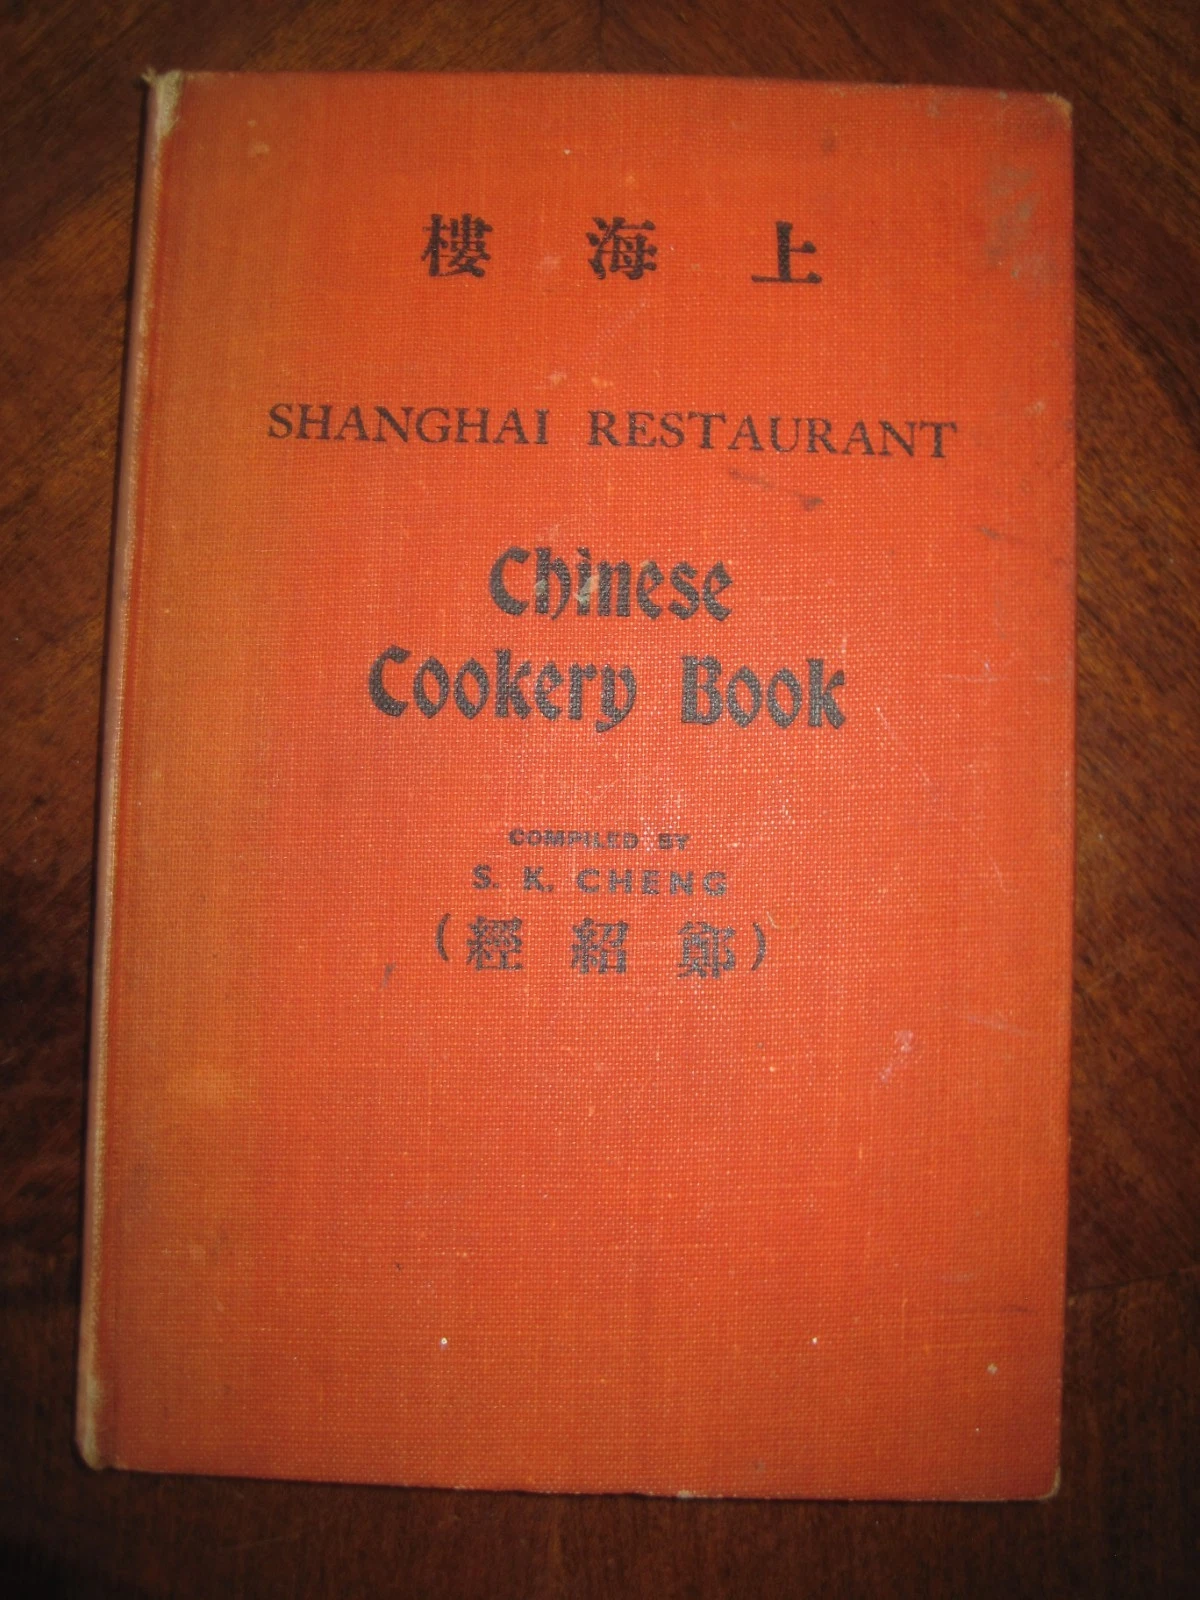 上海樓
SHANGHAI RESTAURANT
Chinese
Cookery Book
COMPILED BY
S. K. CHENG
(鄭紹經)